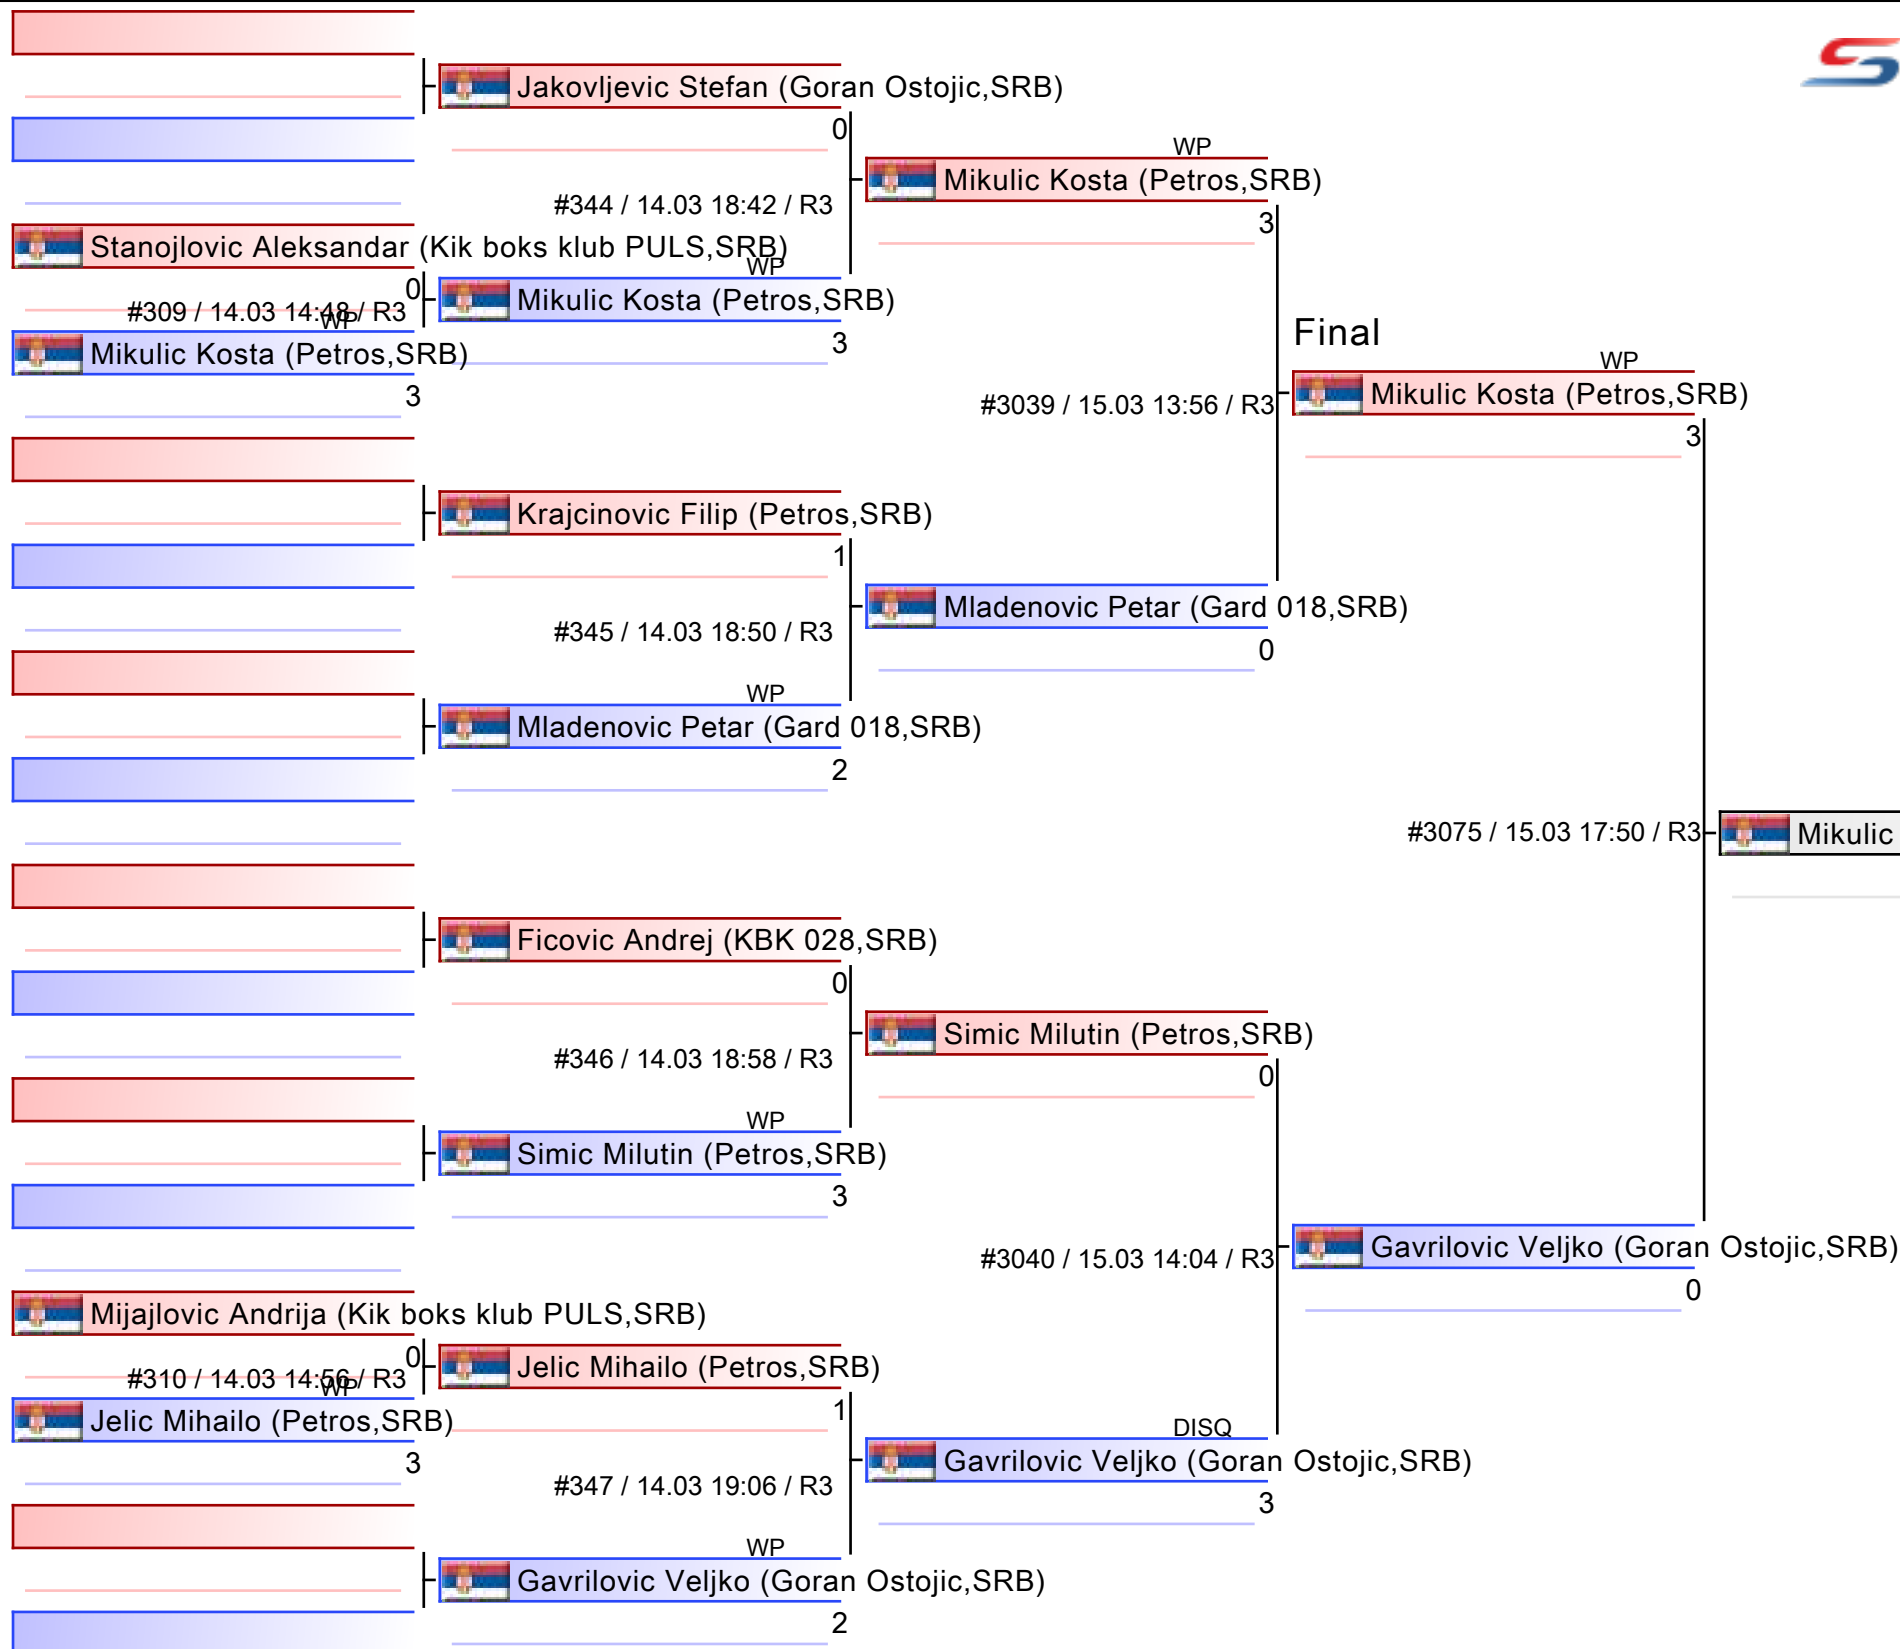 Jakovljevic Stefan (Goran Ostojic,SRB)
0
WP
Mikulic Kosta (Petros,SRB)
#344 / 14.03 18:42 / R3
3
Stanojlovic Aleksandar (Kik boks klub PULS,SRB)
WP
0
Mikulic Kosta (Petros,SRB)
#309 / 14.03 14:48 / R3
WP
Final
3
Mikulic Kosta (Petros,SRB)
WP
3
Mikulic Kosta (Petros,SRB)
#3039 / 15.03 13:56 / R3
3
Krajcinovic Filip (Petros,SRB)
1
Mladenovic Petar (Gard 018,SRB)
#345 / 14.03 18:50 / R3
0
WP
Mladenovic Petar (Gard 018,SRB)
2
#3075 / 15.03 17:50 / R3
Mikulic
Ficovic Andrej (KBK 028,SRB)
0
Simic Milutin (Petros,SRB)
#346 / 14.03 18:58 / R3
0
WP
Simic Milutin (Petros,SRB)
3
#3040 / 15.03 14:04 / R3
Gavrilovic Veljko (Goran Ostojic,SRB)
0
Mijajlovic Andrija (Kik boks klub PULS,SRB)
0
Jelic Mihailo (Petros,SRB)
#310 / 14.03 14:56 / R3
WP
1
Jelic Mihailo (Petros,SRB)
DISQ
Gavrilovic Veljko (Goran Ostojic,SRB)
3
#347 / 14.03 19:06 / R3
3
WP
Gavrilovic Veljko (Goran Ostojic,SRB)
2